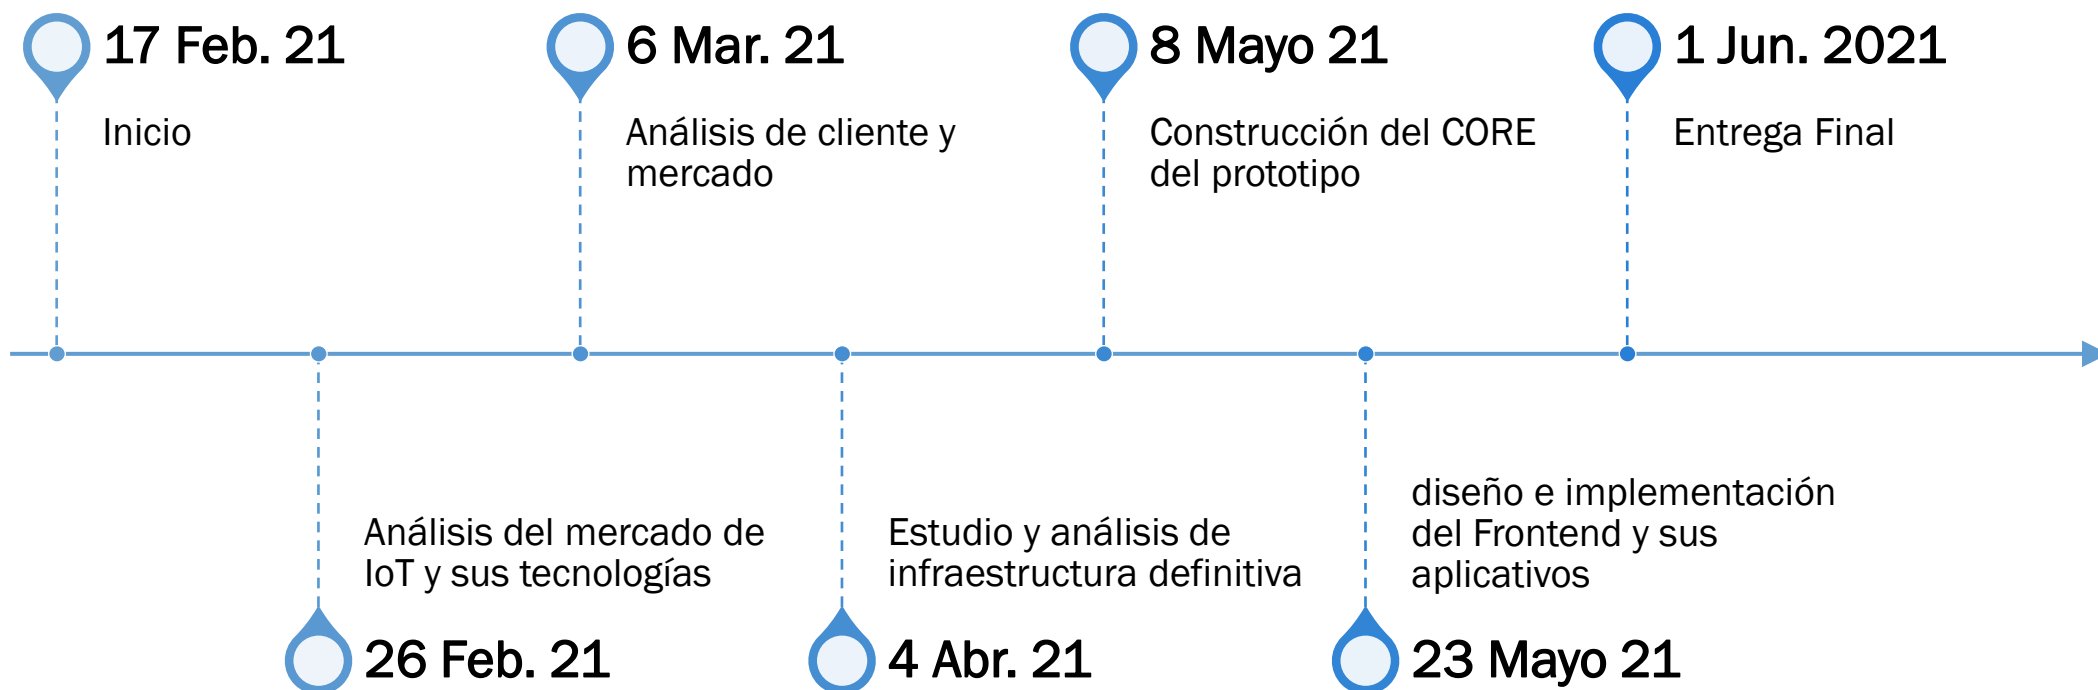 17 Feb. 21
Inicio
6 Mar. 21
Análisis de cliente y
mercado
8 Mayo 21
Construcción del CORE
del prototipo
1 Jun. 2021
Entrega Final
Análisis del mercado de
IoT y sus tecnologías
26 Feb. 21
Estudio y análisis de
infraestructura definitiva
4 Abr. 21
diseño e implementación
del Frontend y sus
aplicativos
23 Mayo 21